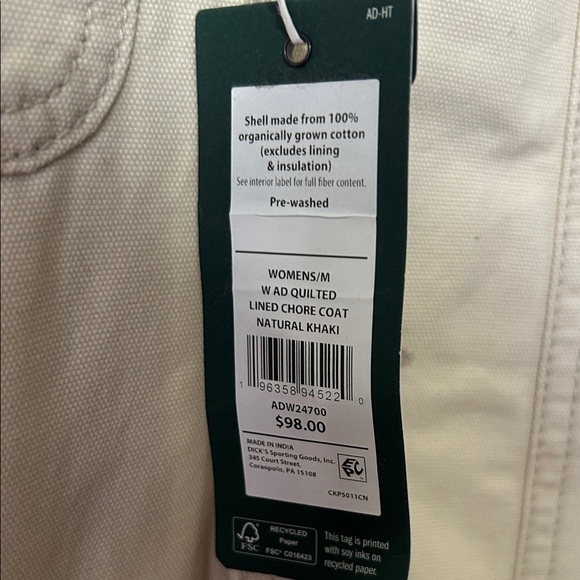 AD-HT
Shell made from 100%
organically grown cotton
(excludes lining
& insulation)
See interior label for full fiber content.
Pre-washed
WOMENS/M
W AD QUILTED
LINED CHORE COAT
NATURAL KHAKI
1 96358 94522 0
ADW24700
$98.00
MADE IN INDIA
DICK'S Sporting Goods, Inc.
345 Court Street,
Coraopolis, PA 15108
CKP5011CN
FSC
RECYCLED
Paper
FSC® C016423
This tag is printed
with soy inks on
recycled paper.